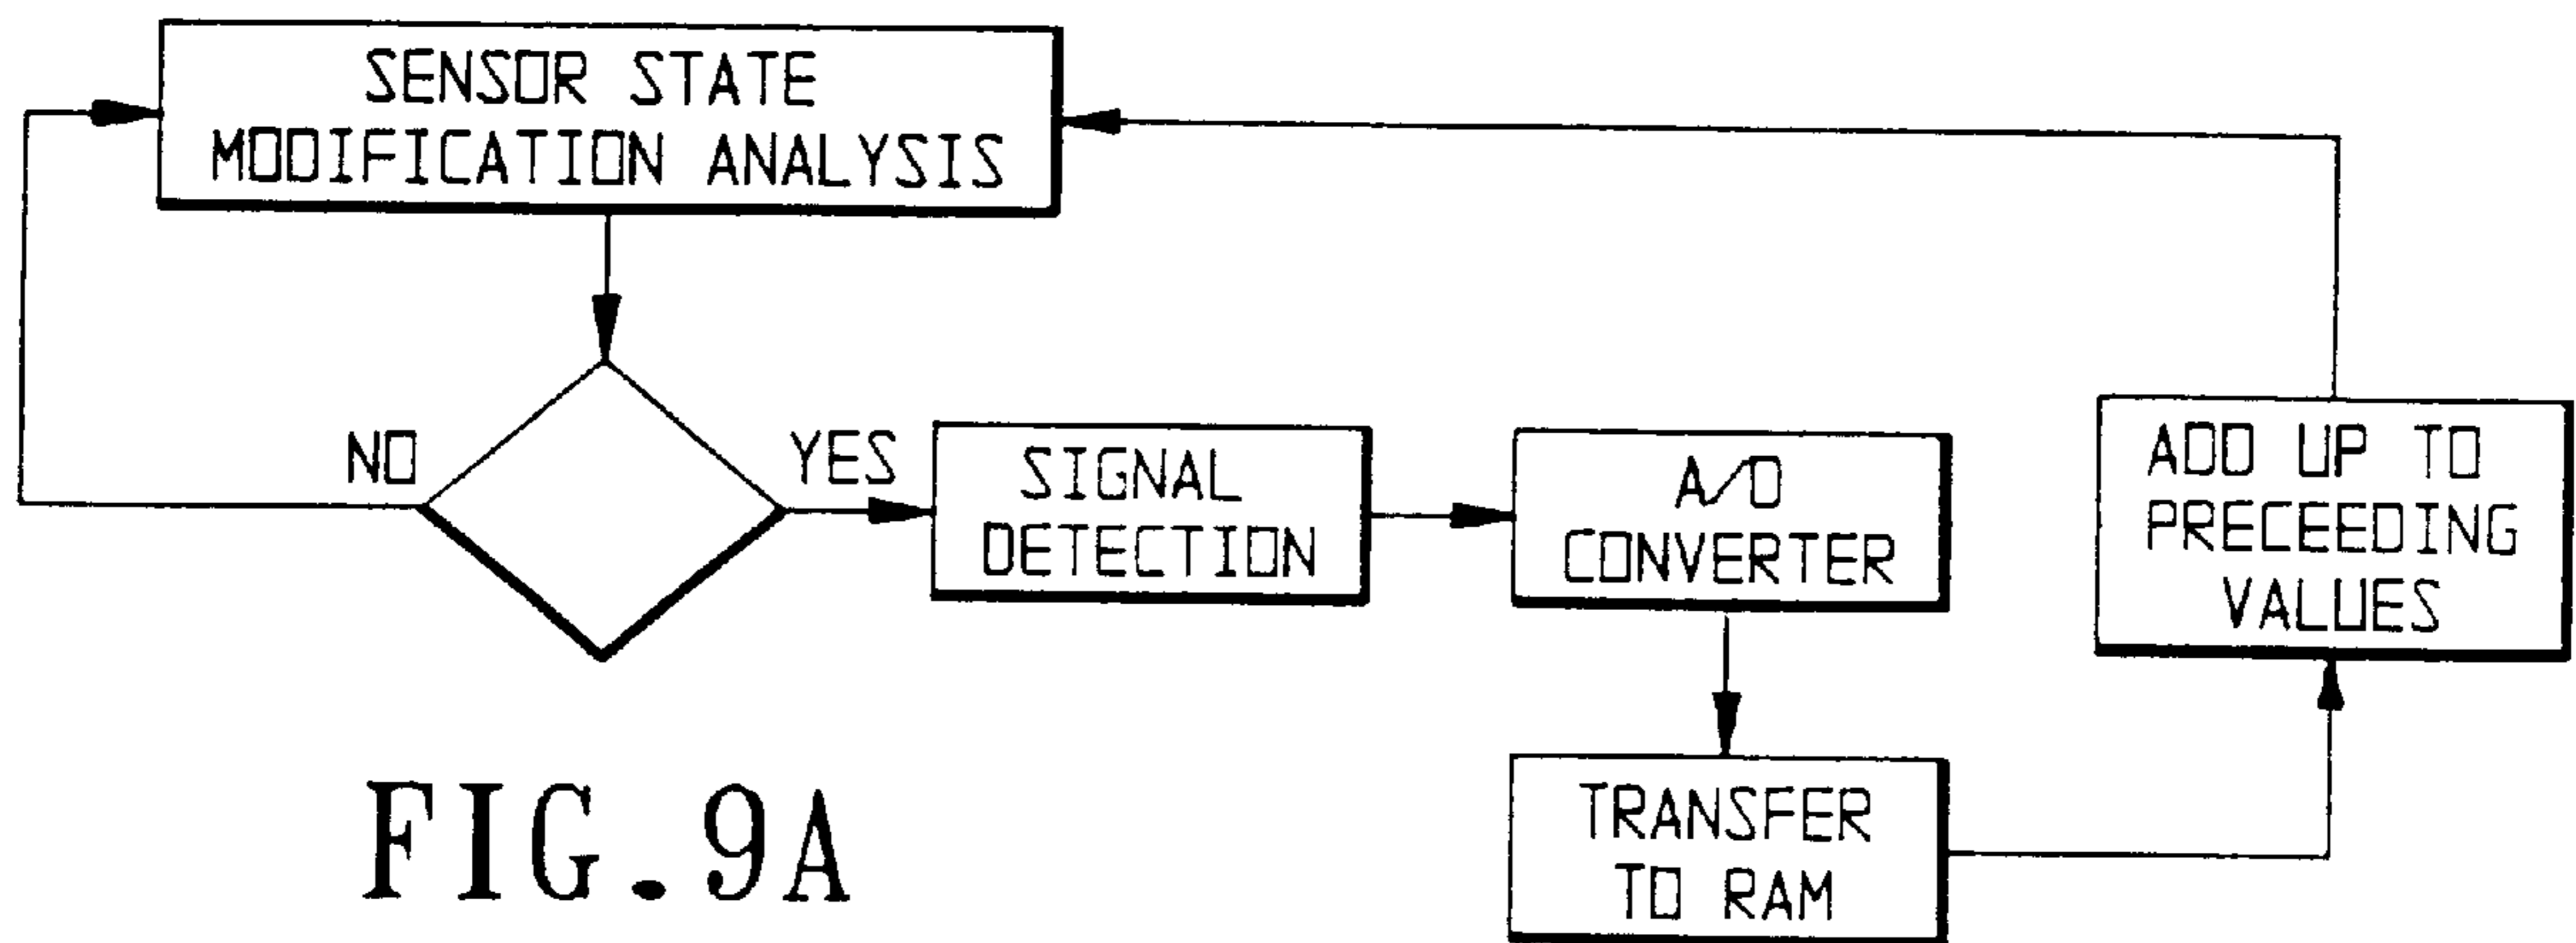 SENSOR STATE
MODIFICATION ANALYSIS
NO
YES
SIGNAL
DETECTION
A/D
CONVERTER
TRANSFER
TO RAM
ADD UP TO
PRECEEDING
VALUES
FIG.9A